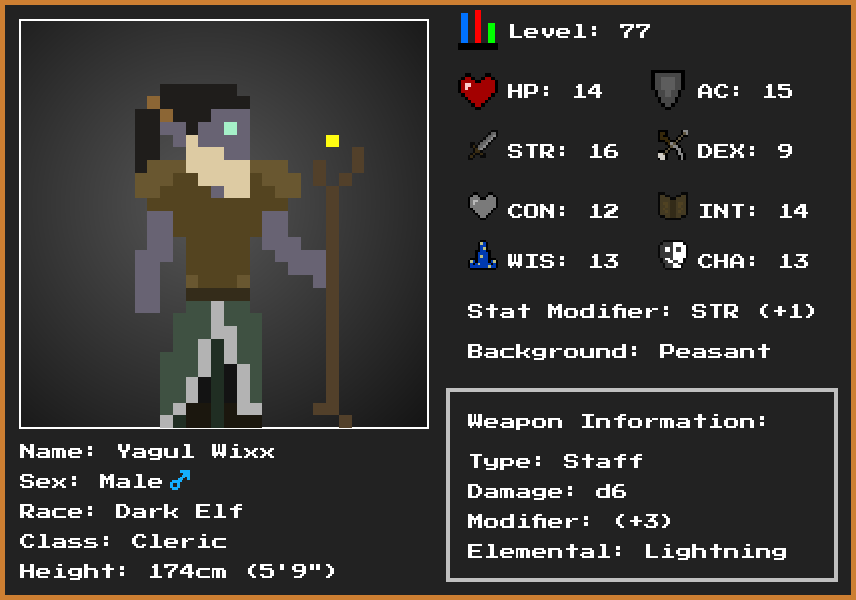 Level: 77
HP: 14
AC: 15
STR: 16
DEX: 9
CON: 12
INT: 14
WIS: 13
CHA: 13
Stat Modifier: STR (+1)
Background: Peasant
Weapon Information:
Type: Staff
Damage: d6
Modifier: (+3)
Elemental: Lightning
Name: Yagul Wixx
Sex: Male♂
Race: Dark Elf
Class: Cleric
Height: 174cm (5'9")